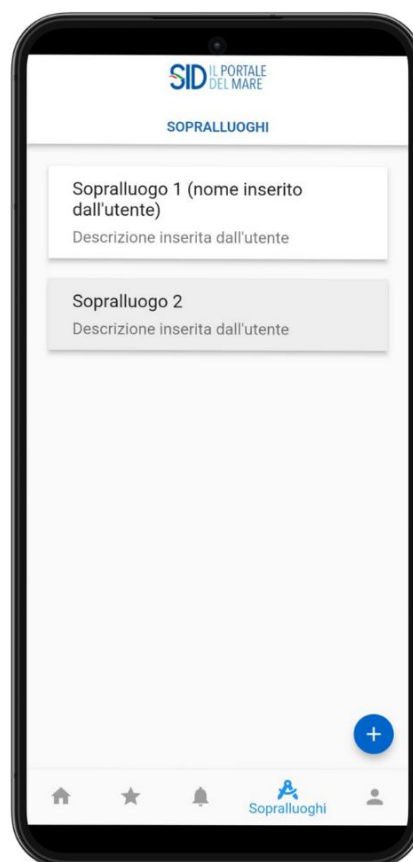 SID IL PORTALE
DEL MARE
SOPRALLUOGHI
Sopralluogo 1 (nome inserito
dall'utente)
Descrizione inserita dall'utente
Sopralluogo 2
Descrizione inserita dall'utente
+
Sopralluoghi